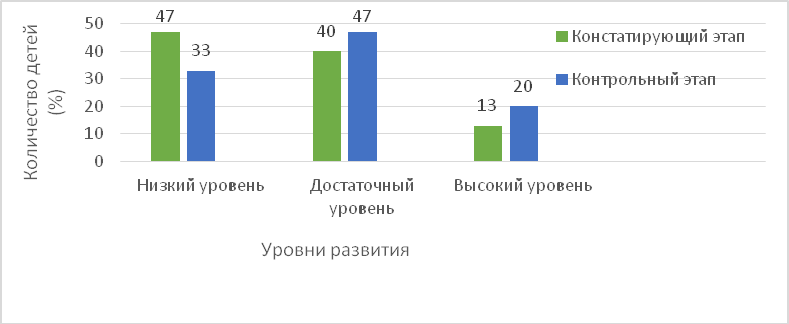 Количество детей
(%)
50
40
30
20
10
0
47
33
40
47
13
20
Констатирующий этап
Контрольный этап
Низкий уровень
Достаточный
уровень
Высокий уровень
Уровни развития